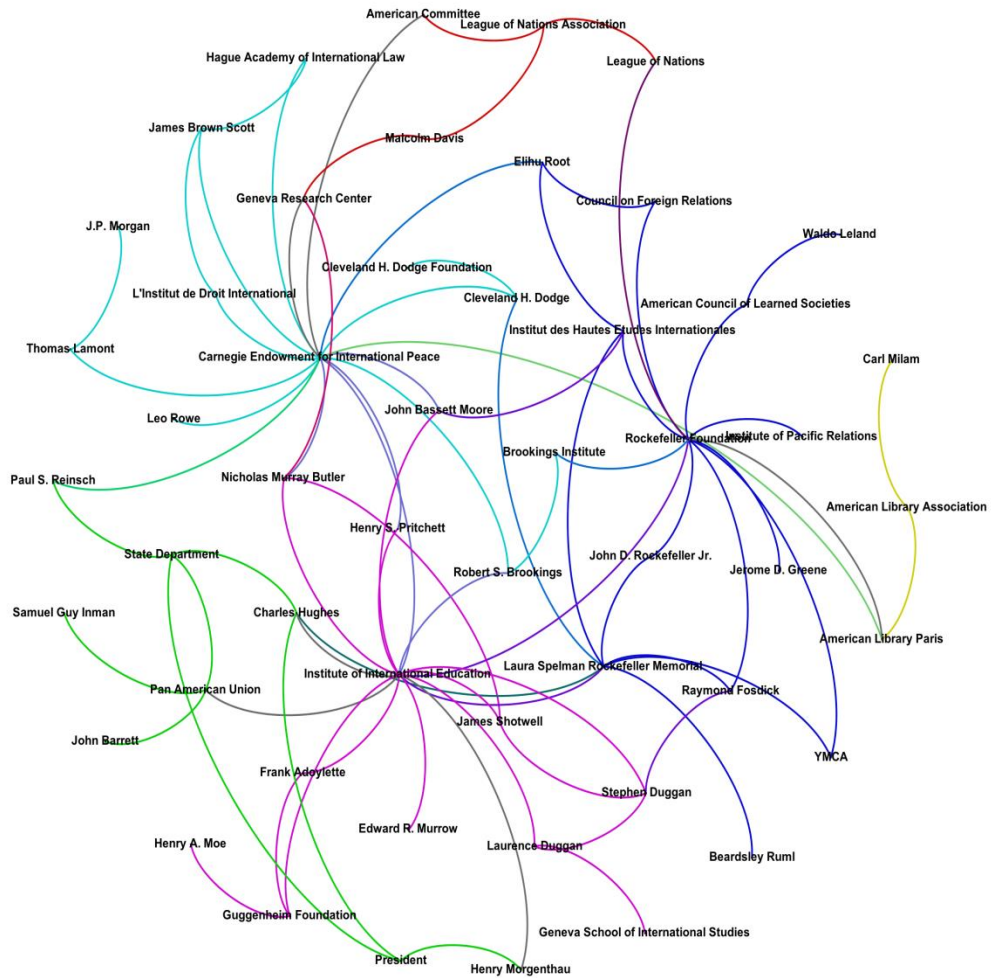 American Committee
League of Nations Association
Hague Academy of International Law
League of Nations
James Brown Scott
Malcolm Davis
Elihu Root
Geneva Research Center
Council on Foreign Relations
J.P. Morgan
Waldo Leland
Cleveland H. Dodge Foundation
L'Institut de Droit International
Cleveland H. Dodge
American Council of Learned Societies
Institut des Hautes Etudes Internationales
Thomas Lamont
Carnegie Endowment for International Peace
Carl Milam
Leo Rowe
John Bassett Moore
Rockefeller Foundation
Institute of Pacific Relations
Brookings Institute
Paul S. Reinsch
Nicholas Murray Butler
American Library Association
Henry S. Pritchett
State Department
John D. Rockefeller Jr.
Robert S. Brookings
Jerome D. Greene
Samuel Guy Inman
Charles Hughes
American Library Paris
Institute of International Education
Laura Spelman Rockefeller Memorial
Pan American Union
Raymond Fosdick
James Shotwell
John Barrett
YMCA
Frank Adoylette
Stephen Duggan
Edward R. Murrow
Henry A. Moe
Laurence Duggan
Beardsley Ruml
Guggenheim Foundation
Geneva School of International Studies
President
Henry Morgenthau